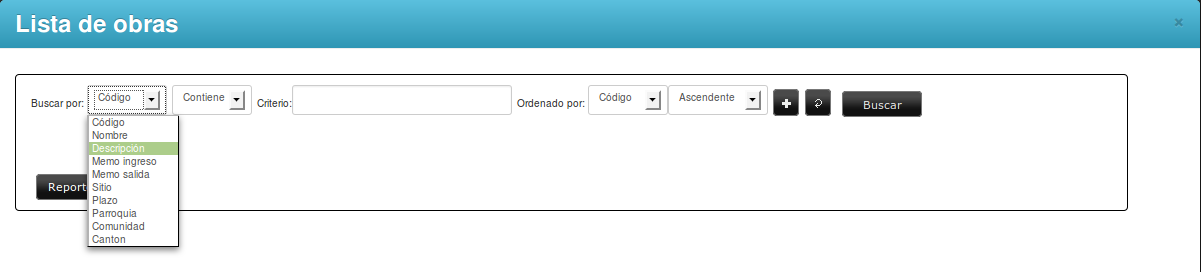 Lista de obras
×
Buscar por: Código Contiene Criterio: Ordenado por: Código Ascendente Buscar
Código
Nombre
Descripción
Memo ingreso
Memo salida
Sitio
Plazo
Parroquia
Comunidad
Canton